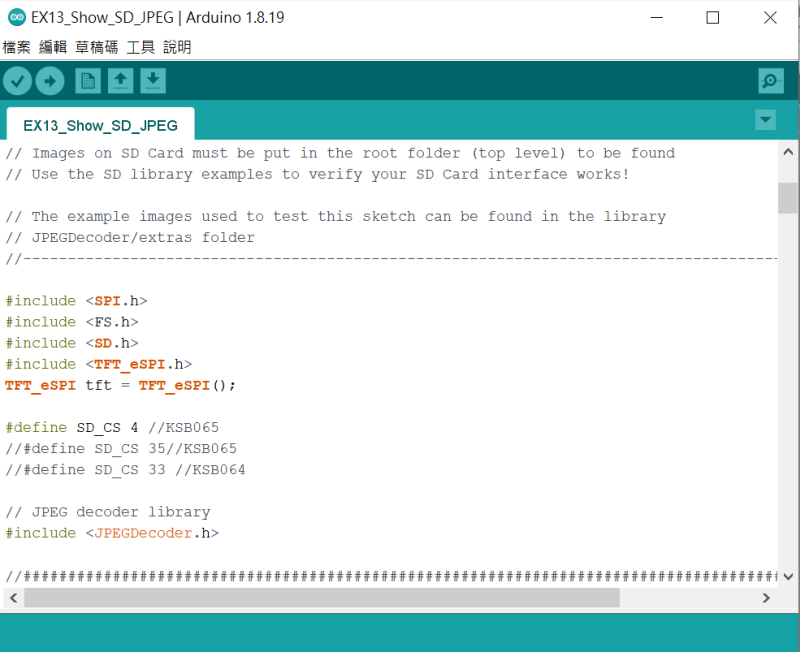 EX13_Show_SD_JPEG | Arduino 1.8.19
檔案 編輯 草稿碼 工具 說明
EX13_Show_SD_JPEG
// Images on SD Card must be put in the root folder (top level) to be found
// Use the SD library examples to verify your SD Card interface works!
// The example images used to test this sketch can be found in the library
// JPEGDecoder/extras folder
//-------------------------------------------------------------------------------------
#include <SPI.h>
#include <FS.h>
#include <SD.h>
#include <TFT_eSPI.h>
TFT_eSPI tft = TFT_eSPI();
#define SD_CS 4 //KSB065
//#define SD_CS 35//KSB065
//#define SD_CS 33 //KSB064
// JPEG decoder library
#include <JPEGDecoder.h>
//#####################################################################################